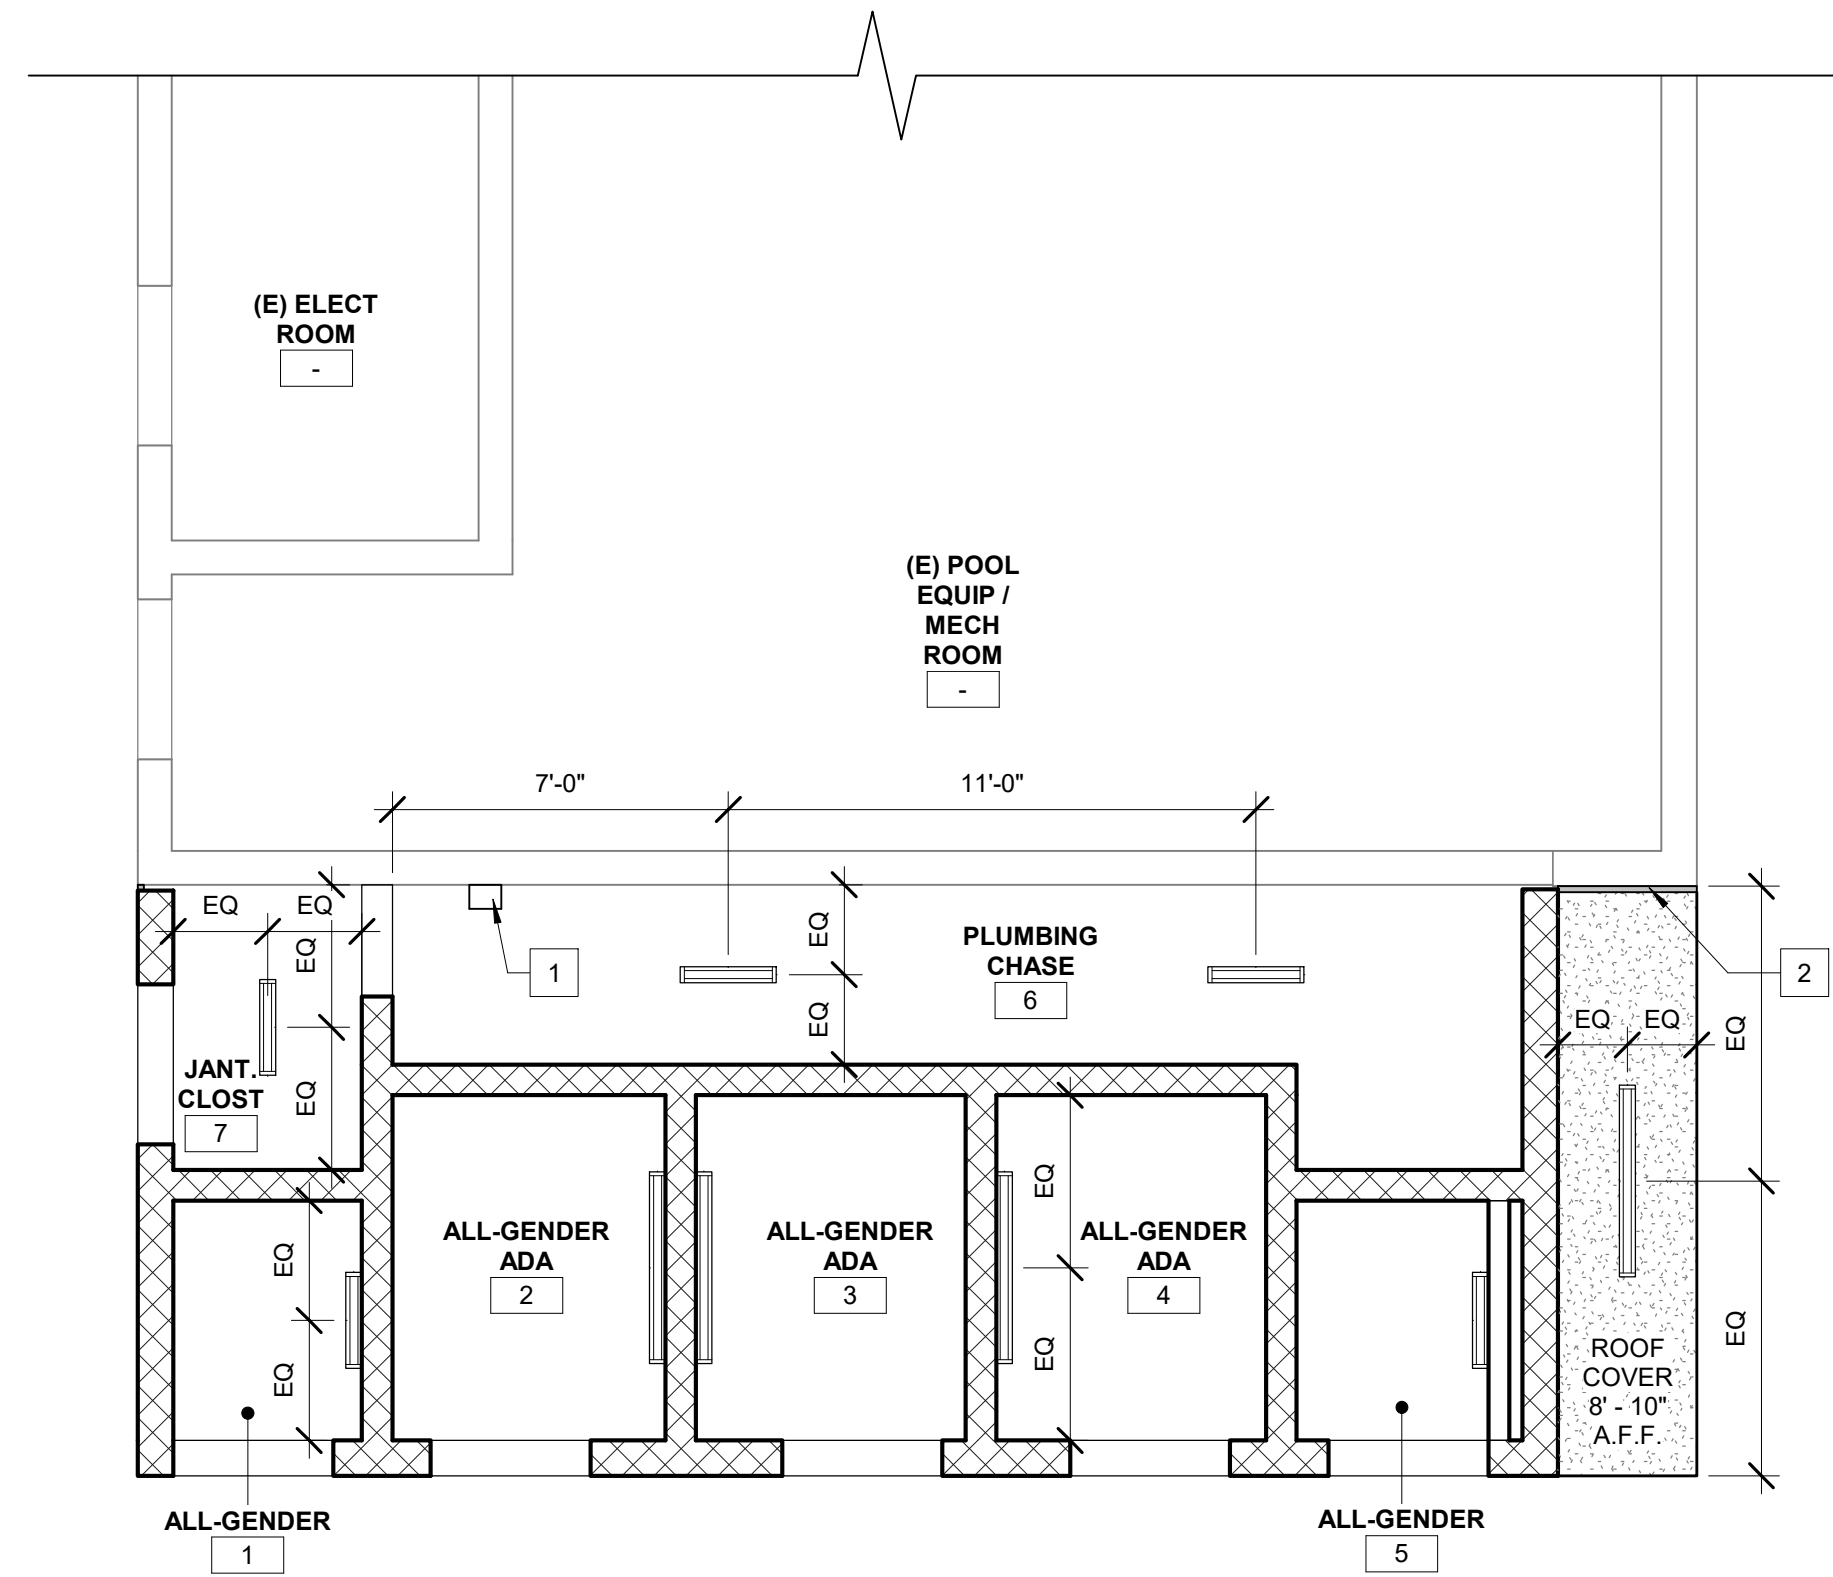 (E) ELECT
ROOM
-
(E) POOL
EQUIP /
MECH
ROOM
-
7'-0"
11'-0"
EQ
EQ
EQ
EQ
EQ
EQ
1
PLUMBING
CHASE
6
2
EQ
EQ
EQ
EQ
JANT.
CLOST
7
EQ
EQ
EQ
EQ
ALL-GENDER
ADA
2
ALL-GENDER
ADA
3
ALL-GENDER
ADA
4
ROOF
COVER
8' - 10"
A.F.F.
ALL-GENDER
1
ALL-GENDER
5